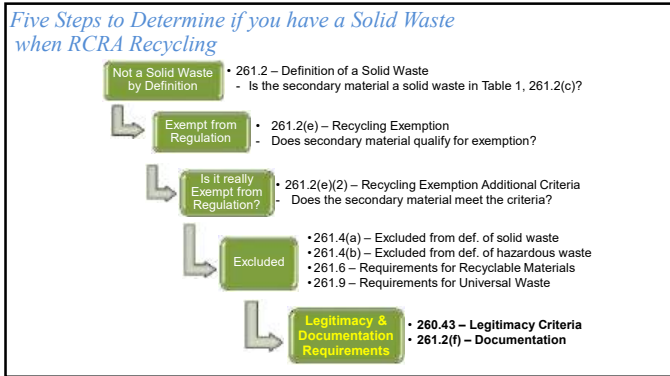 Five Steps to Determine if you have a Solid Waste
when RCRA Recycling
Not a Solid Waste
by Definition
• 261.2 – Definition of a Solid Waste
- Is the secondary material a solid waste in Table 1, 261.2(c)?
Exempt from
Regulation
• 261.2(e) – Recycling Exemption
- Does secondary material qualify for exemption?
Is it really
Exempt from
Regulation?
• 261.2(e)(2) – Recycling Exemption Additional Criteria
- Does the secondary material meet the criteria?
Excluded
• 261.4(a) – Excluded from def. of solid waste
• 261.4(b) – Excluded from def. of hazardous waste
• 261.6 – Requirements for Recyclable Materials
• 261.9 – Requirements for Universal Waste
Legitimacy &
Documentation
Requirements
• 260.43 – Legitimacy Criteria
• 261.2(f) – Documentation